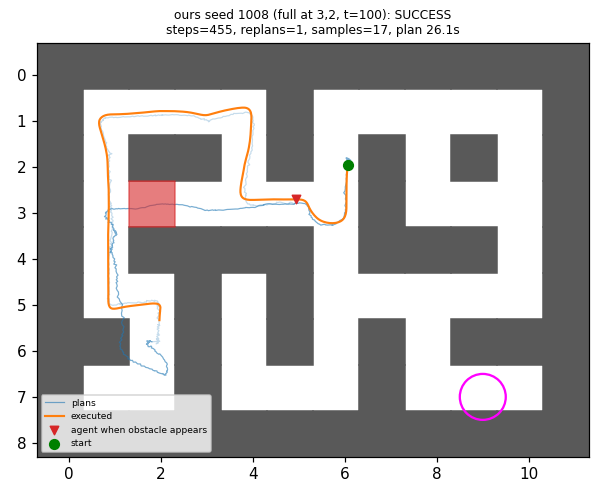 ours seed 1008 (full at 3,2, t=100): SUCCESS
steps=455, replans=1, samples=17, plan 26.1s
0
1
2
3
4
5
6
7
8
plans
executed
agent when obstacle appears
start
0 2 4 6 8 10